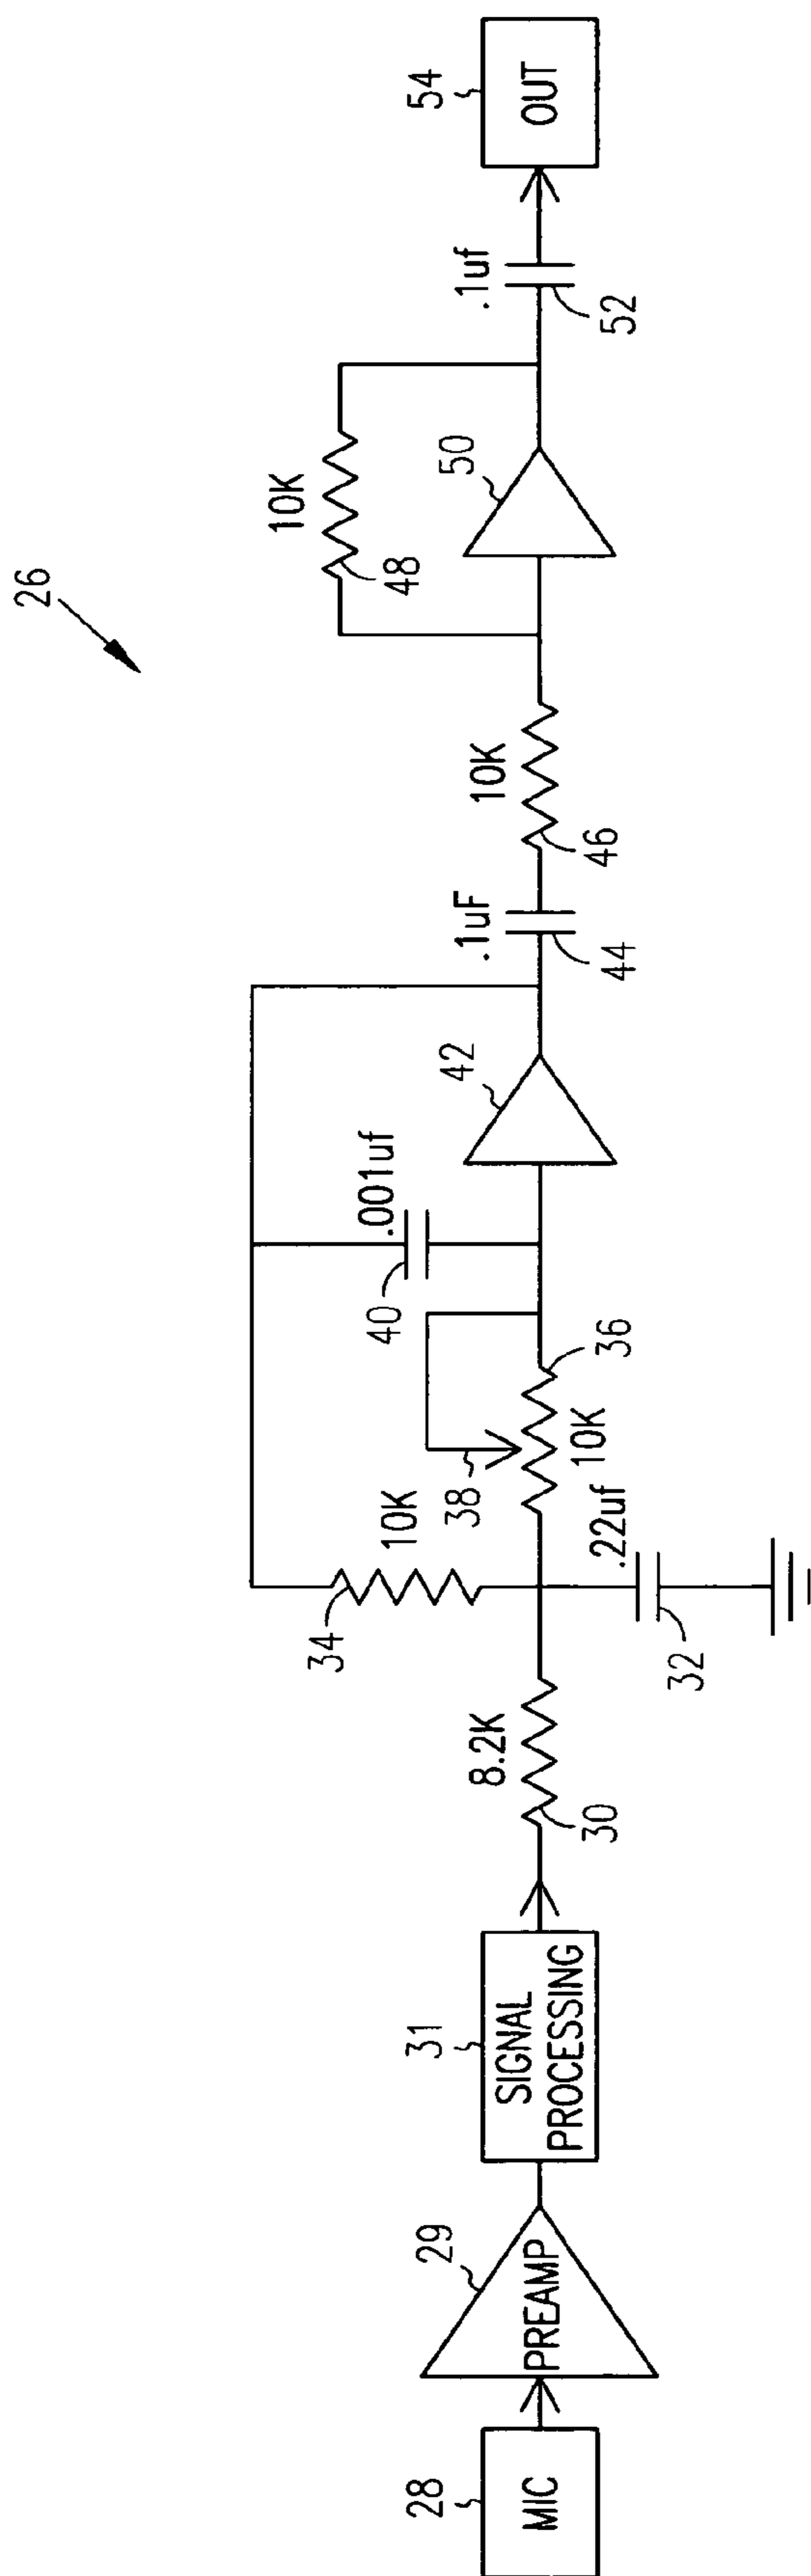 26
28
MIC
29
PREAMP
31
SIGNAL
PROCESSING
30
8.2K
34
10K
32
.22uf
38
10K
36
40
.001uf
42
44
.1uF
46
10K
48
10K
50
52
.1uf
54
OUT